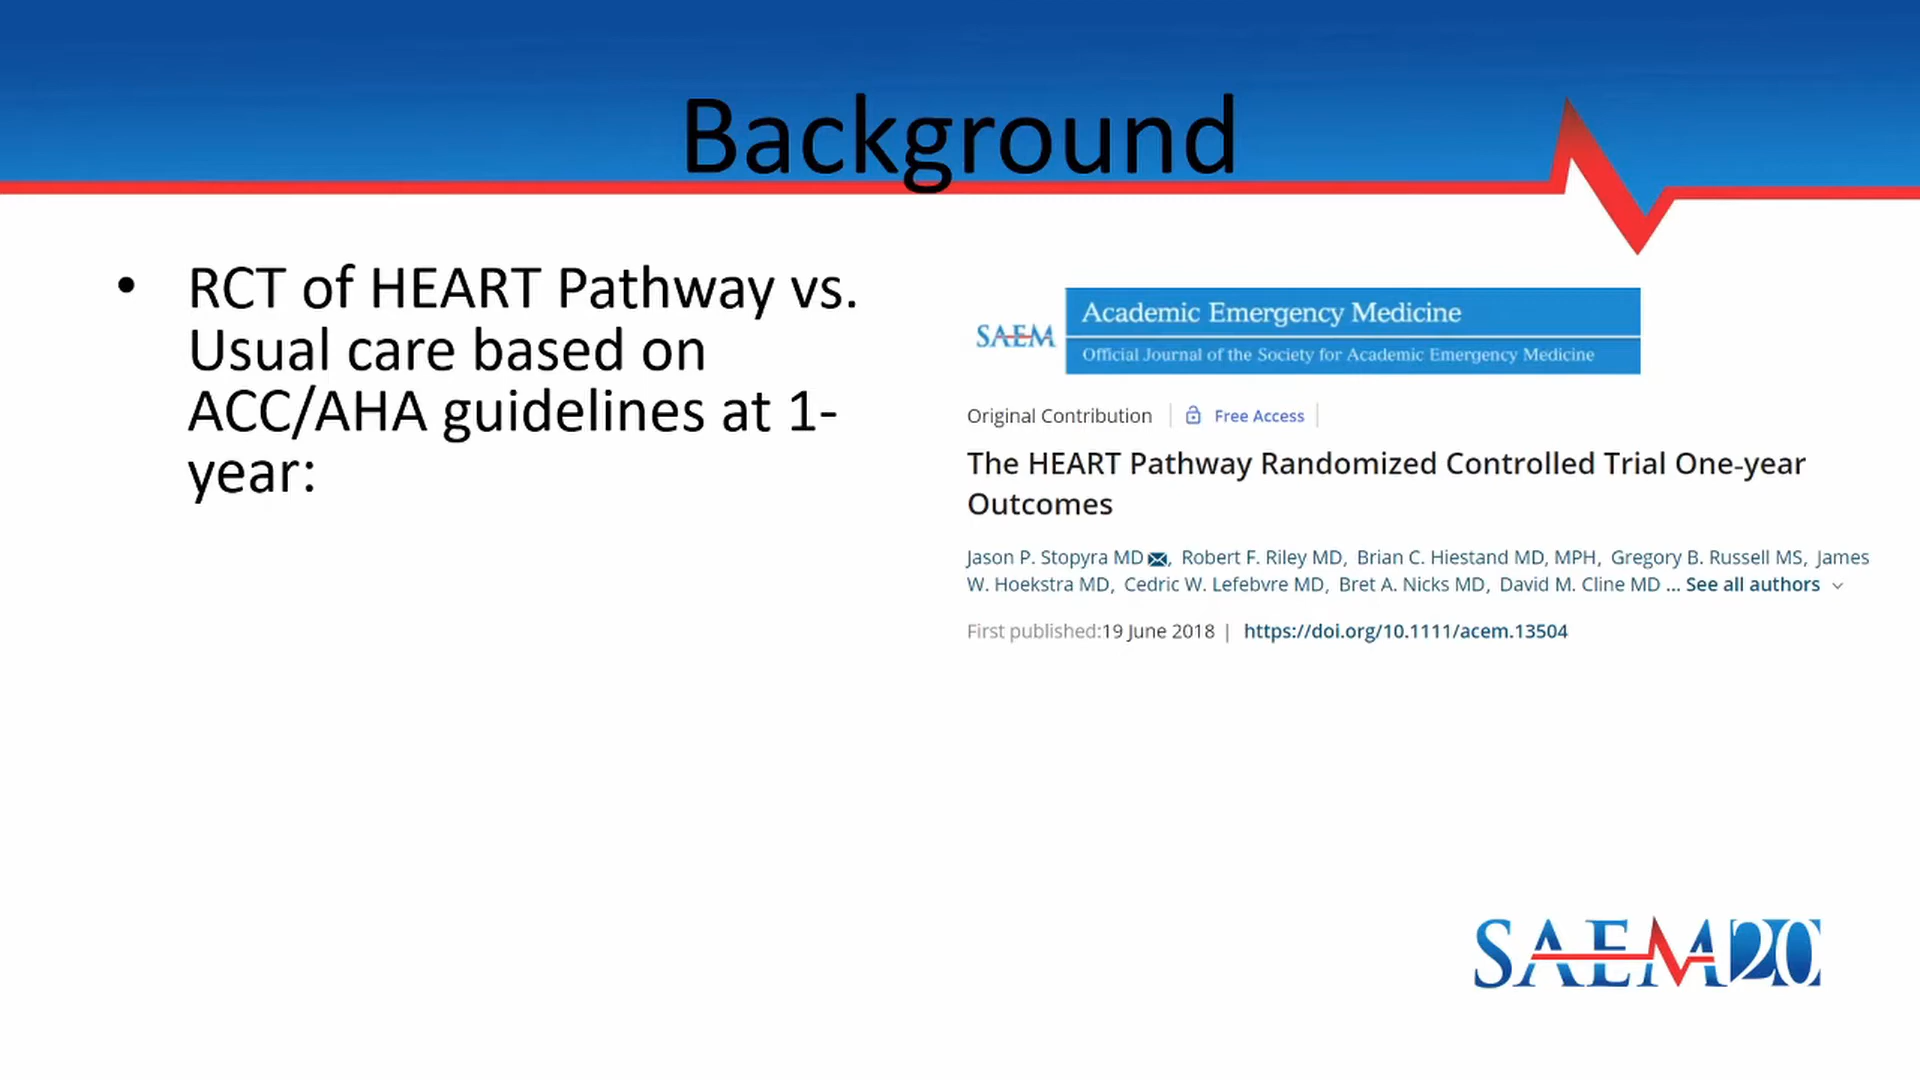 Background
• RCT of HEART Pathway vs.
Usual care based on
ACC/AHA guidelines at 1-
year:
SAEM
Academic Emergency Medicine
Official Journal of the Society for Academic Emergency Medicine
Original Contribution | Free Access |
The HEART Pathway Randomized Controlled Trial One-year
Outcomes
Jason P. Stopyra MD, Robert F. Riley MD, Brian C. Hiestand MD, MPH, Gregory B. Russell MS, James
W. Hoekstra MD, Cedric W. Lefebvre MD, Bret A. Nicks MD, David M. Cline MD ... See all authors
First published:19 June 2018 | https://doi.org/10.1111/acem.13504
SAEM20